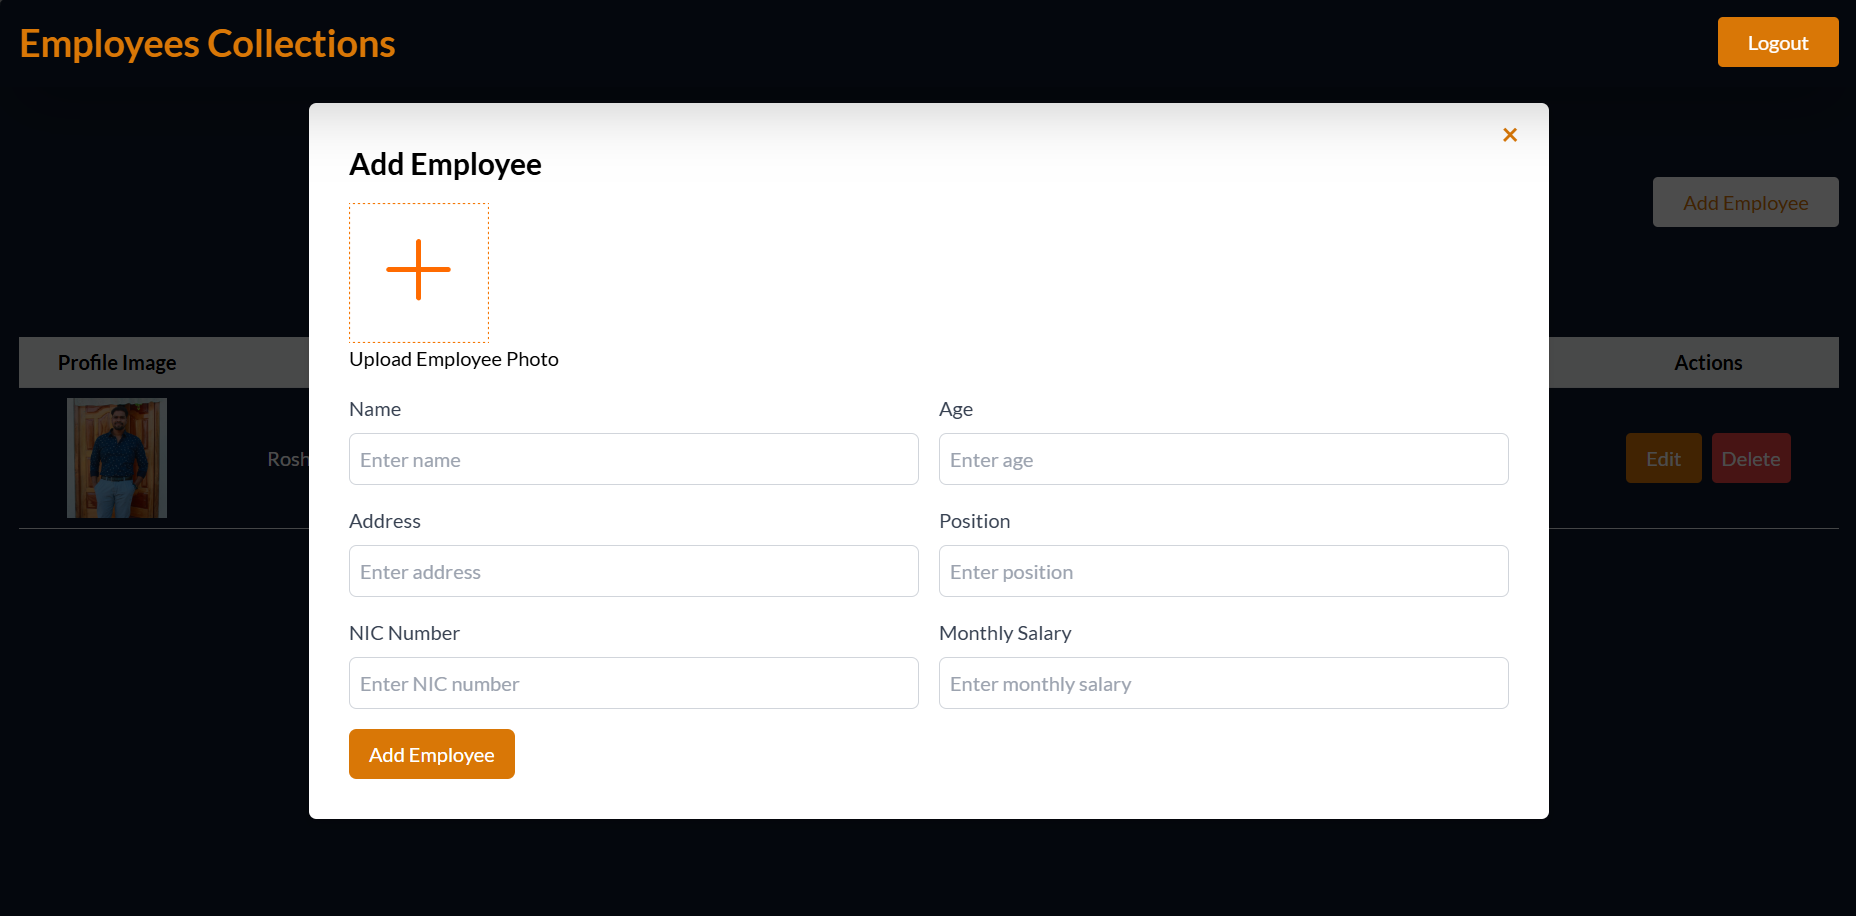 Employees Collections
Logout
×
Add Employee
Add Employee
Upload Employee Photo
Profile Image
Actions
Name
Age
Enter name
Enter age
Rosh
Edit
Delete
Address
Position
Enter address
Enter position
NIC Number
Monthly Salary
Enter NIC number
Enter monthly salary
Add Employee